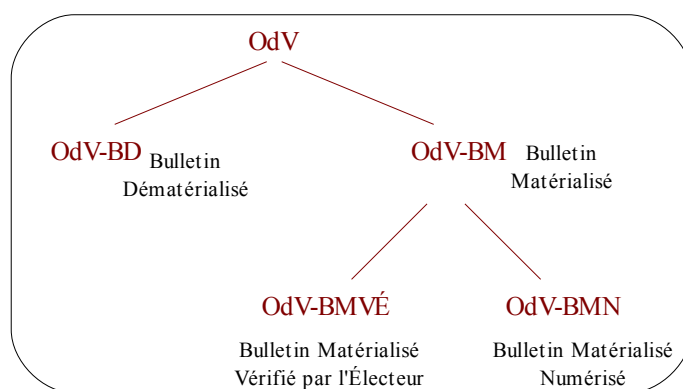 OdV
OdV-BD Bulletin
Dématérialisé
OdV-BM Bulletin
Matérialisé
OdV-BMVÉ
Bulletin Matérialisé
Vérifié par l'Électeur
OdV-BMN
Bulletin Matérialisé
Numérisé